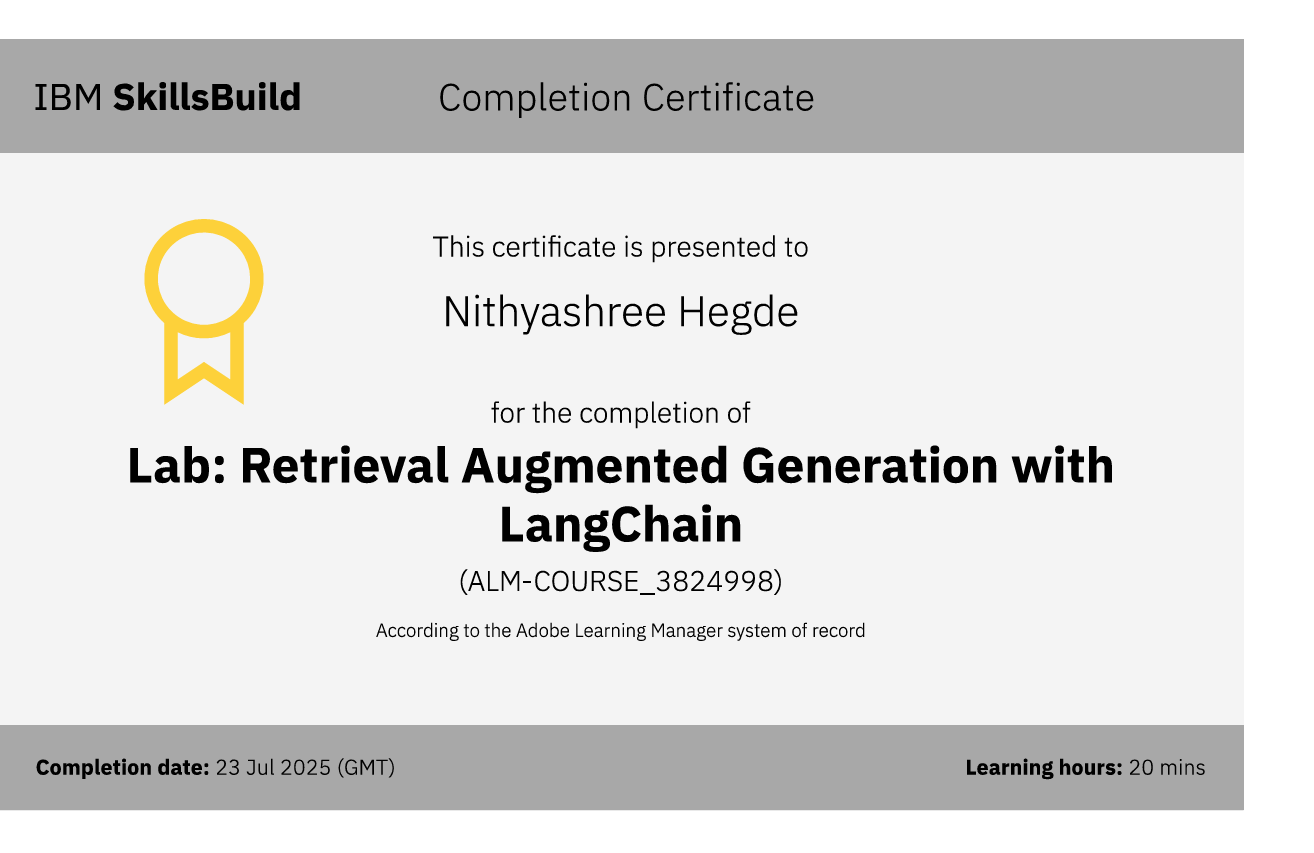 IBM SkillsBuild
Completion Certificate
This certificate is presented to
Nithyashree Hegde
for the completion of
Lab: Retrieval Augmented Generation with
LangChain
(ALM-COURSE_3824998)
According to the Adobe Learning Manager system of record
Completion date: 23 Jul 2025 (GMT)
Learning hours: 20 mins